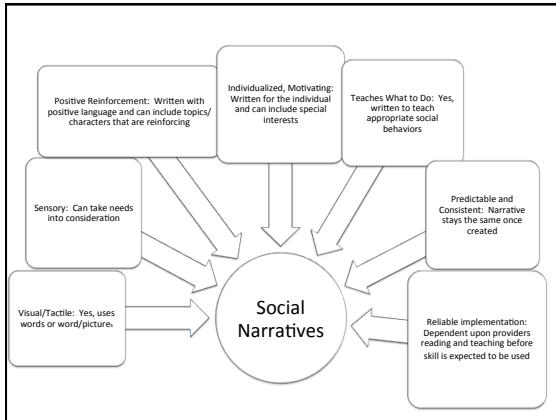 Positive Reinforcement: Written with
positive language and can include topics/
characters that are reinforcing
Individualized, Motivating:
Written for the individual
and can include special
interests
Teaches What to Do: Yes,
written to teach
appropriate social
behaviors
Sensory: Can take needs
into consideration
Predictable and
Consistent: Narrative
stays the same once
created
Visual/Tactile: Yes, uses
words or word/pictures
Social
Narratives
Reliable implementation:
Dependent upon providers
reading and teaching before
skill is expected to be used